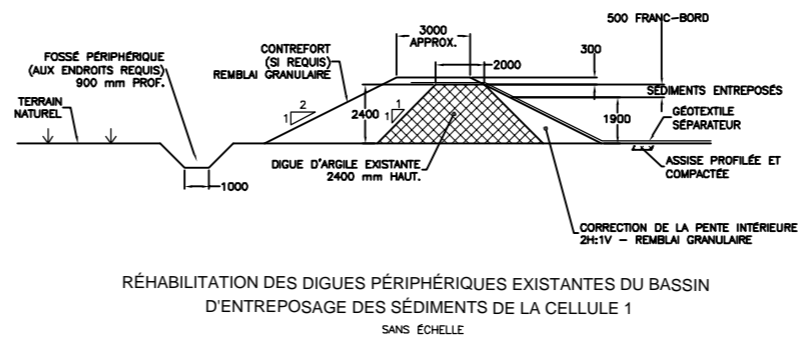 3000
APPROX.
500 FRANC-BORD
FOSSÉ PÉRIPHÉRIQUE
(AUX ENDROITS REQUIS)
900 mm PROF.
CONTREFORT
(SI REQUIS)
REMBLAI GRANULAIRE
2000
300
SÉDIMENTS ENTREPOSÉS
TERRAIN
NATUREL
2
1
2400
1
1
1900
GÉOTEXTILE
SÉPARATEUR
DIGUE D'ARGILE EXISTANTE
2400 mm HAUT.
ASSISE PROFILÉE ET
COMPACTÉE
1000
CORRECTION DE LA PENTE INTÉRIEURE
2H:1V – REMBLAI GRANULAIRE
RÉHABILITATION DES DIGUES PÉRIPHÉRIQUES EXISTANTES DU BASSIN
D'ENTREPOSAGE DES SÉDIMENTS DE LA CELLULE 1
SANS ÉCHELLE